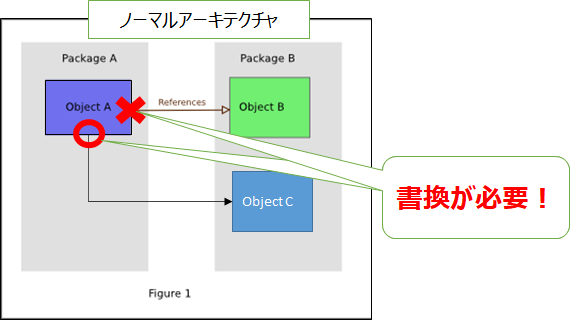 ノーマルアーキテクチャ
Package A
Package B
Object A
References
Object B
書換が必要！
Object C
Figure 1